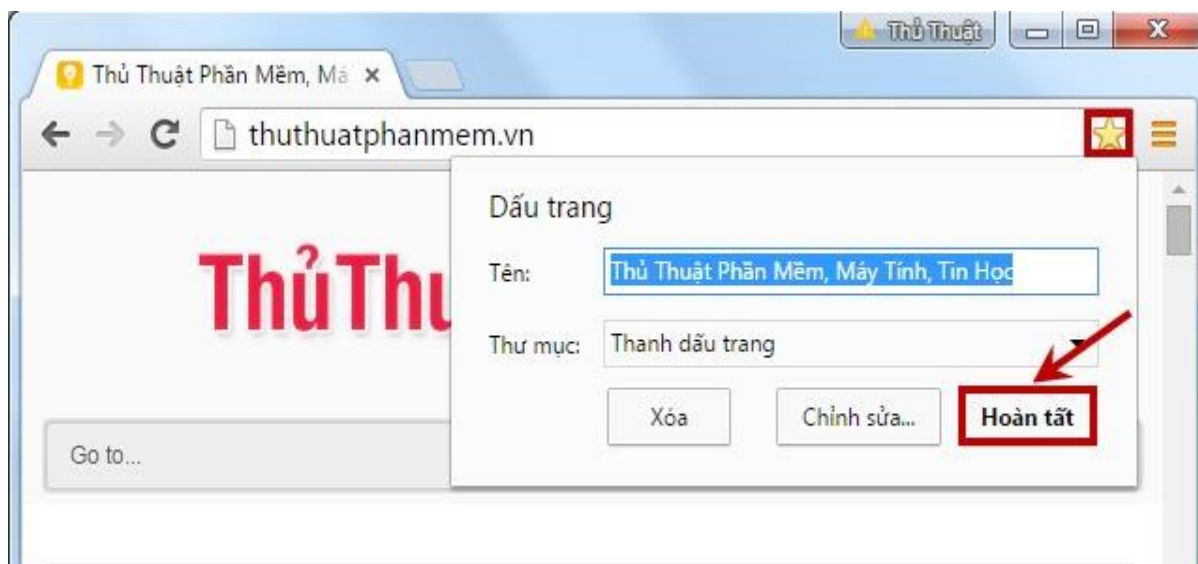 Thủ Thuật
Thủ Thuật Phần Mềm, Má
thuthuatphanmem.vn
Dấu trang
Tên: Thủ Thuật Phần Mềm, Máy Tính, Tin Học
ThủThu
Thư mục: Thanh dấu trang
Xóa Chỉnh sửa... Hoàn tất
Go to...